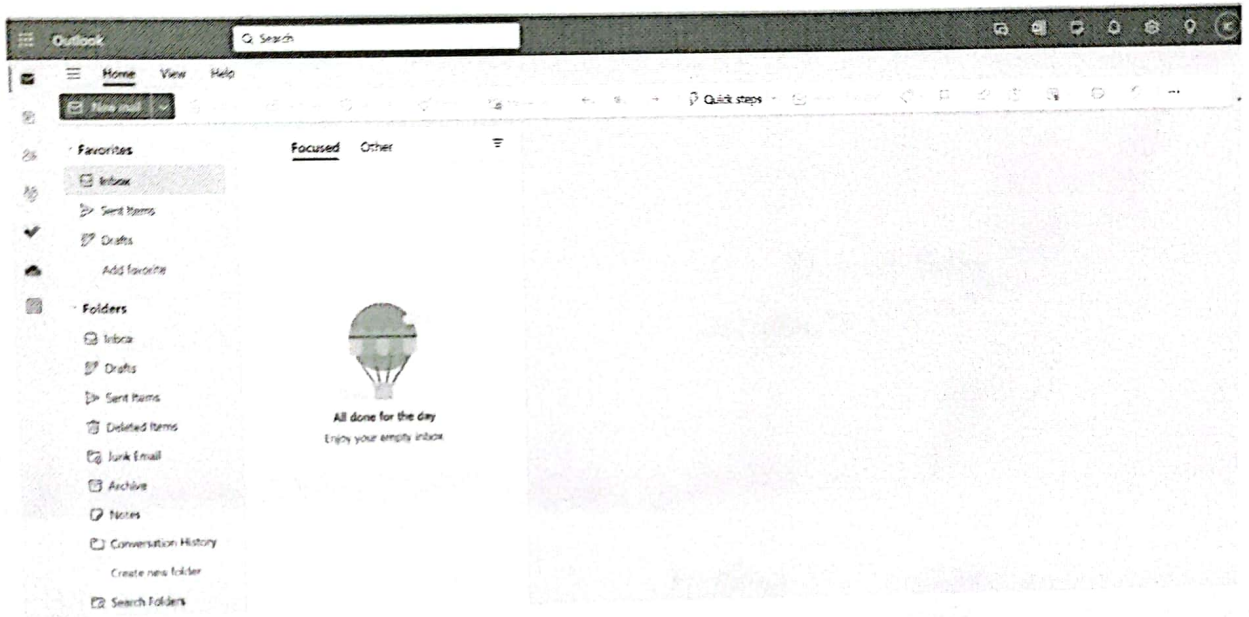 Outlook
Search
Home View Help
New mail
Quick steps
Favorites
Inbox
Sent Items
Drafts
Add favorite
Folders
Inbox
Drafts
Sent Items
Deleted Items
Junk Email
Archive
Notes
Conversation History
Create new folder
Search Folders
Focused Other
All done for the day
Enjoy your empty inbox